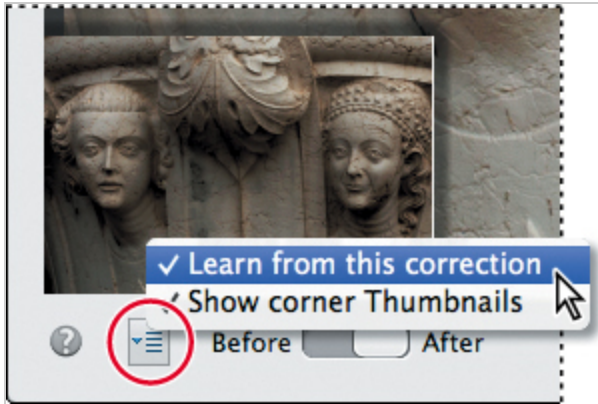 ✓ Learn from this correction
✓ Show corner Thumbnails
? Before After